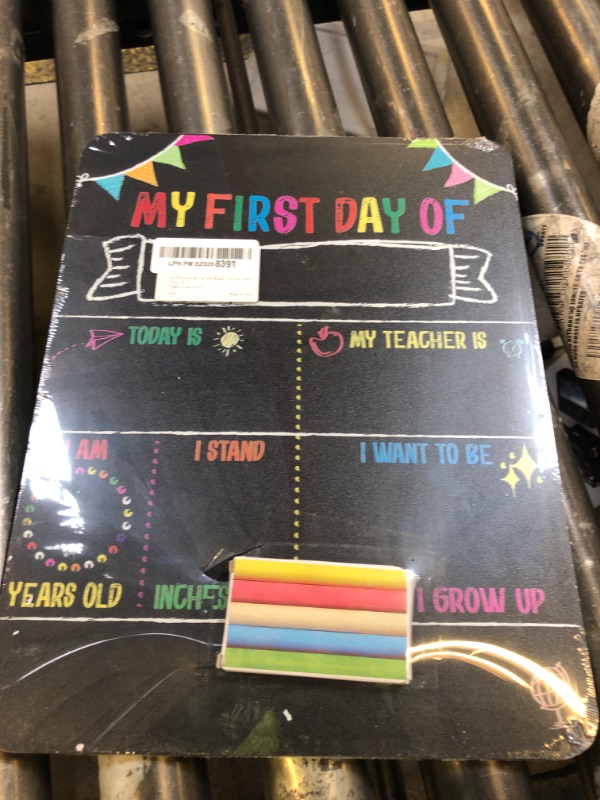 MY FIRST DAY OF
8391
TODAY IS
MY TEACHER IS
I AM
I STAND
I WANT TO BE
YEARS OLD
INCHES
I GROW UP